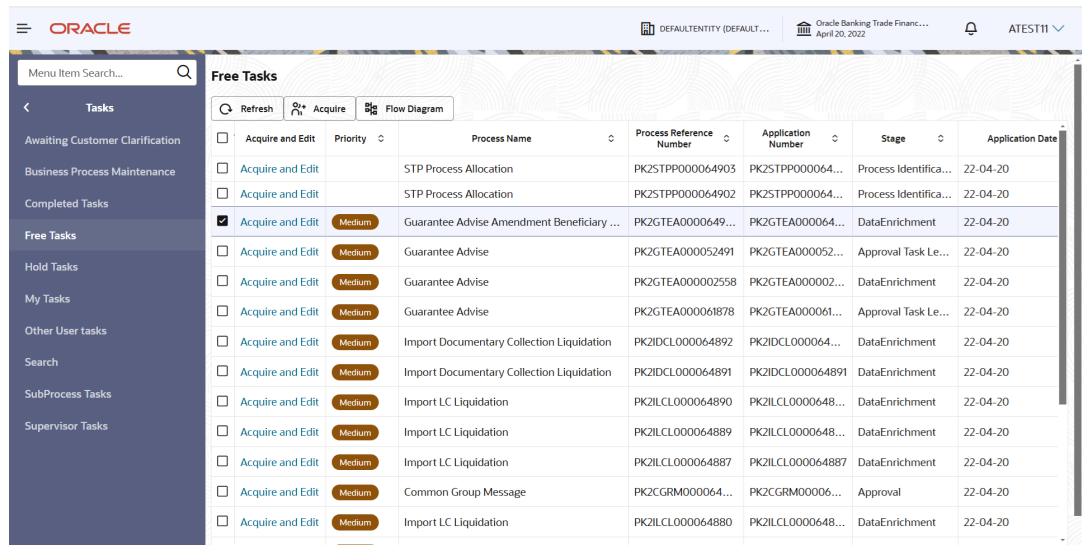 ORACLE
DEFAULTENTITY (DEFAULT...
Oracle Banking Trade Financ...
April 20, 2022
ATEST11
Menu Item Search...
Tasks
Awaiting Customer Clarification
Business Process Maintenance
Completed Tasks
Free Tasks
Hold Tasks
My Tasks
Other User tasks
Search
SubProcess Tasks
Supervisor Tasks
Free Tasks
Refresh Acquire Flow Diagram
Acquire and Edit Priority Process Name Process Reference Number Application Number Stage Application Date
Acquire and Edit STP Process Allocation PK2STPP000064903 PK2STPP000064... Process Identifica... 22-04-20
Acquire and Edit STP Process Allocation PK2STPP000064902 PK2STPP000064... Process Identifica... 22-04-20
Acquire and Edit Medium Guarantee Advise Amendment Beneficiary ... PK2GTEA0000649... PK2GTEA000064... DataEnrichment 22-04-20
Acquire and Edit Medium Guarantee Advise PK2GTEA000052491 PK2GTEA000052... Approval Task Le... 22-04-20
Acquire and Edit Medium Guarantee Advise PK2GTEA000002558 PK2GTEA000002... DataEnrichment 22-04-20
Acquire and Edit Medium Guarantee Advise PK2GTEA000061878 PK2GTEA000061... Approval Task Le... 22-04-20
Acquire and Edit Medium Import Documentary Collection Liquidation PK2IDCL000064892 PK2IDCL000064... DataEnrichment 22-04-20
Acquire and Edit Medium Import Documentary Collection Liquidation PK2IDCL000064891 PK2IDCL000064891 DataEnrichment 22-04-20
Acquire and Edit Medium Import LC Liquidation PK2ILCL000064890 PK2ILCL0000648... DataEnrichment 22-04-20
Acquire and Edit Medium Import LC Liquidation PK2ILCL000064889 PK2ILCL0000648... DataEnrichment 22-04-20
Acquire and Edit Medium Import LC Liquidation PK2ILCL000064887 PK2ILCL000064887 DataEnrichment 22-04-20
Acquire and Edit Medium Common Group Message PK2CGRM000064... PK2CGRM00006... Approval 22-04-20
Acquire and Edit Medium Import LC Liquidation PK2ILCL000064880 PK2ILCL0000648... DataEnrichment 22-04-20